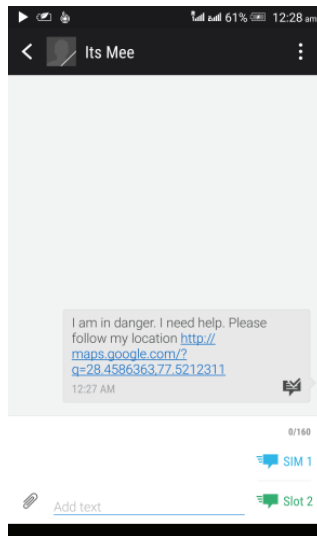 61% 12:28 am
Its Mee
I am in danger. I need help. Please
follow my location http://
maps.google.com/?
q=28.4586363,77.5212311
12:27 AM
0/160
SIM 1
Add text
Slot 2